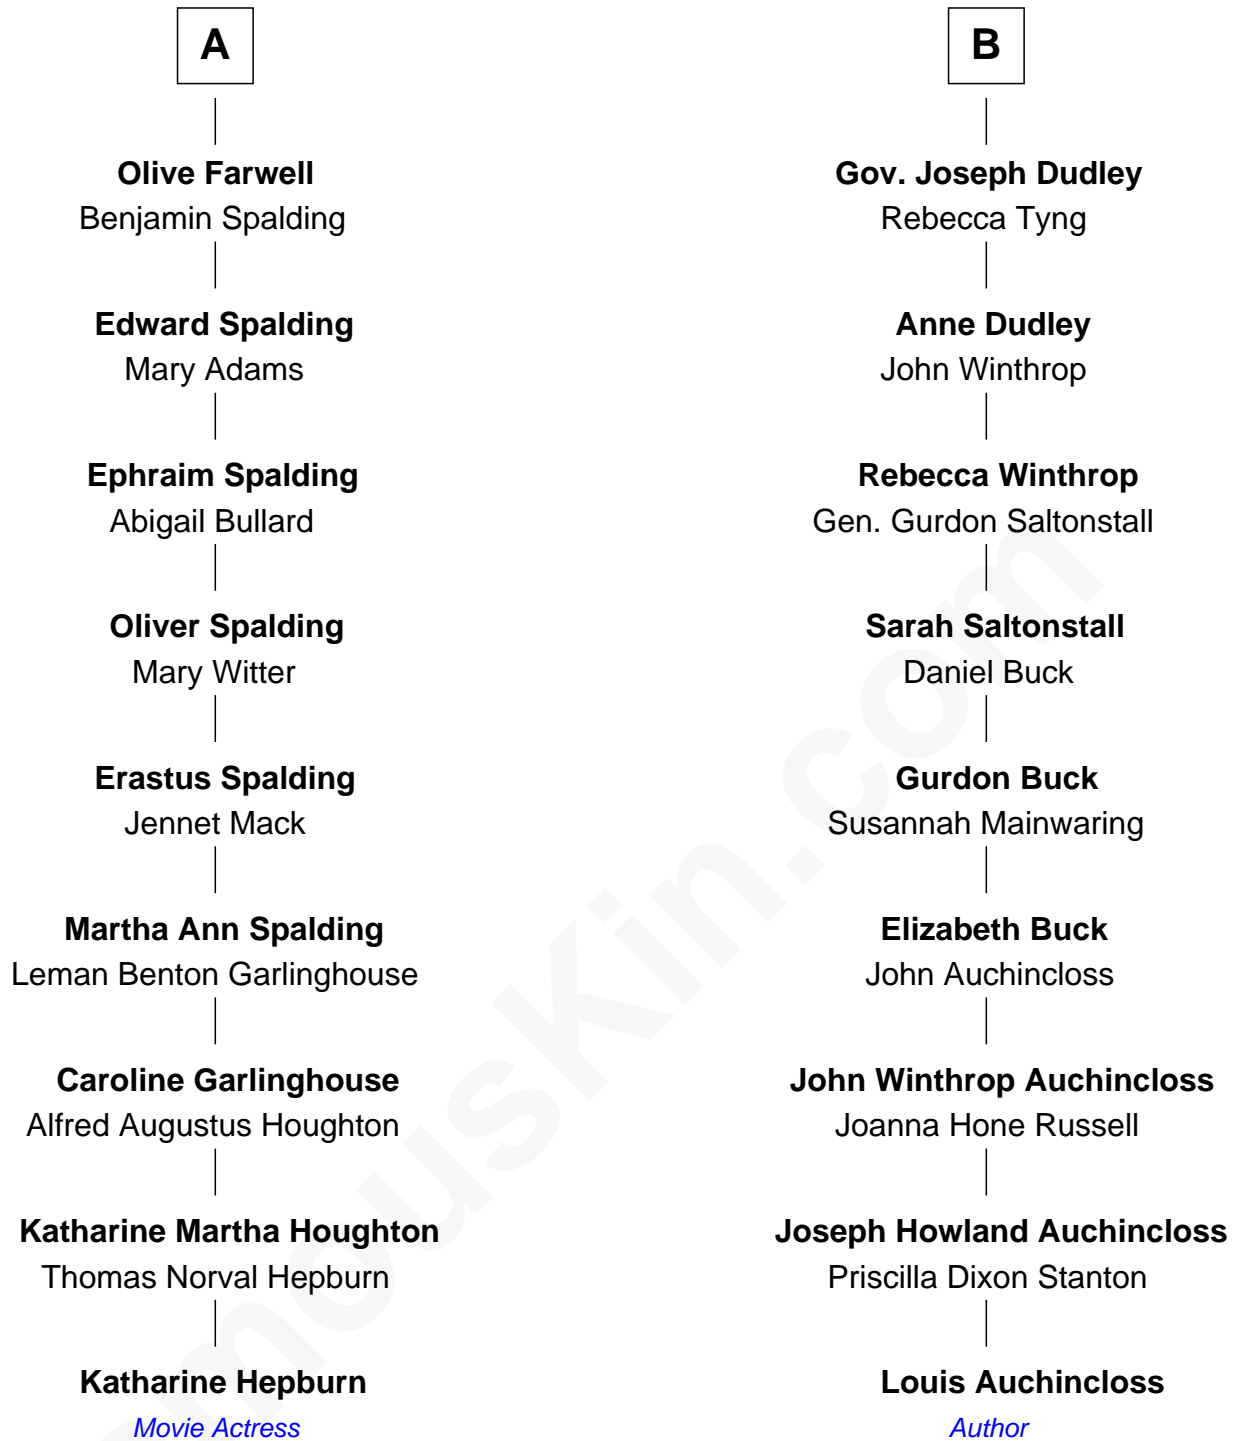 A
B
Olive Farwell
Benjamin Spalding
Gov. Joseph Dudley
Rebecca Tyng
Edward Spalding
Mary Adams
Anne Dudley
John Winthrop
Ephraim Spalding
Abigail Bullard
Rebecca Winthrop
Gen. Gurdon Saltonstall
Oliver Spalding
Mary Witter
Sarah Saltonstall
Daniel Buck
Erastus Spalding
Jennet Mack
Gurdon Buck
Susannah Mainwaring
Martha Ann Spalding
Leman Benton Garlinghouse
Elizabeth Buck
John Auchincloss
Caroline Garlinghouse
Alfred Augustus Houghton
John Winthrop Auchincloss
Joanna Hone Russell
Katharine Martha Houghton
Thomas Norval Hepburn
Joseph Howland Auchincloss
Priscilla Dixon Stanton
Katharine Hepburn
Movie Actress
Louis Auchincloss
Author
mousKin.com